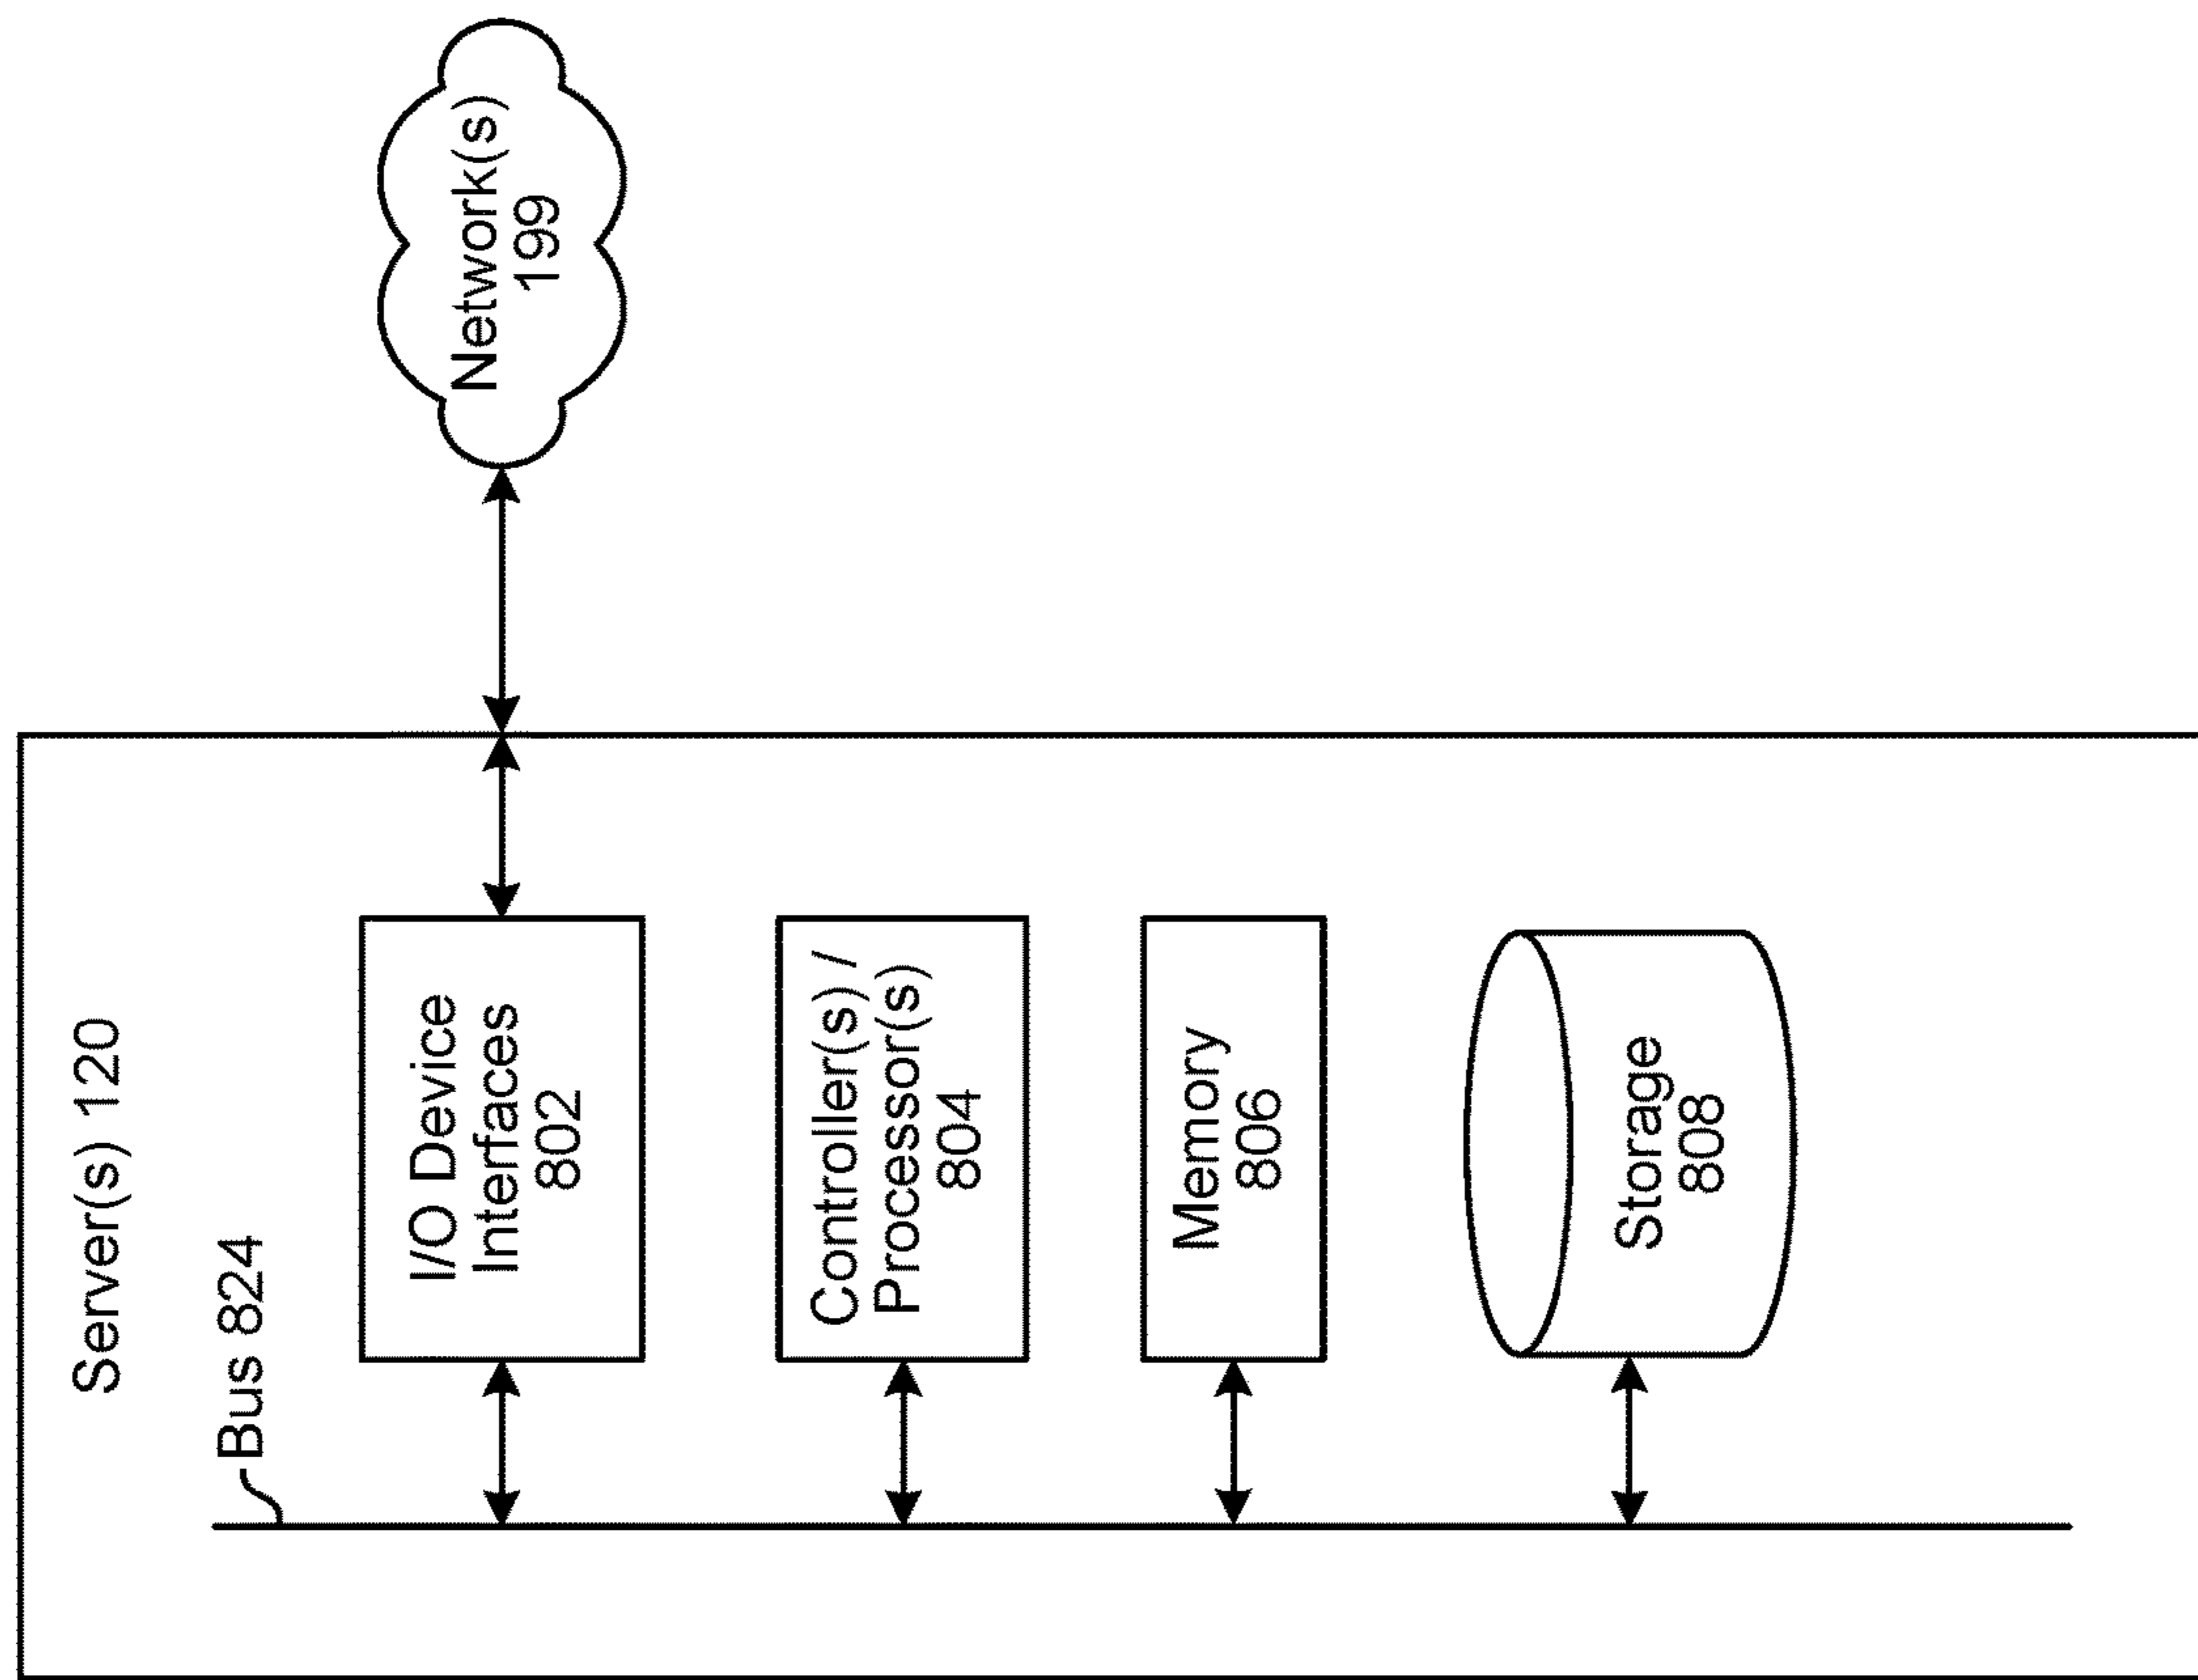 Server(s) 120
Bus 824
I/O Device
Interfaces
802
Network(s)
199
Controller(s) /
Processor(s)
804
Memory
806
Storage
808